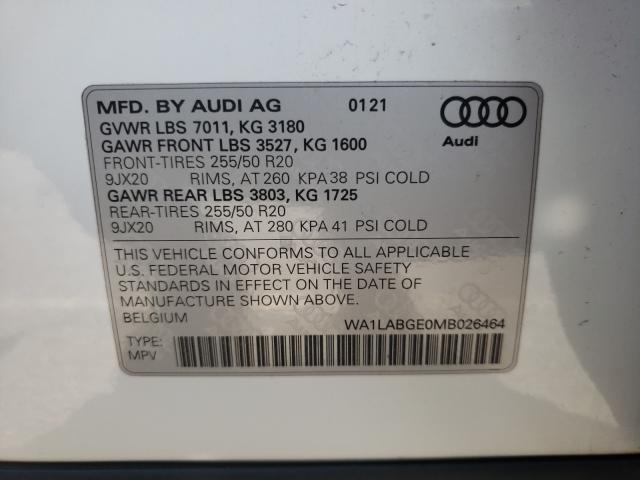 MFD. BY AUDI AG 0121
GVWR LBS 7011, KG 3180
GAWR FRONT LBS 3527, KG 1600
FRONT-TIRES 255/50 R20
9JX20 RIMS, AT 260 KPA 38 PSI COLD
GAWR REAR LBS 3803, KG 1725
REAR-TIRES 255/50 R20
9JX20 RIMS, AT 280 KPA 41 PSI COLD
Audi
THIS VEHICLE CONFORMS TO ALL APPLICABLE
U.S. FEDERAL MOTOR VEHICLE SAFETY
STANDARDS IN EFFECT ON THE DATE OF
MANUFACTURE SHOWN ABOVE.
BELGIUM WA1LABGE0MB026464
TYPE:
MPV